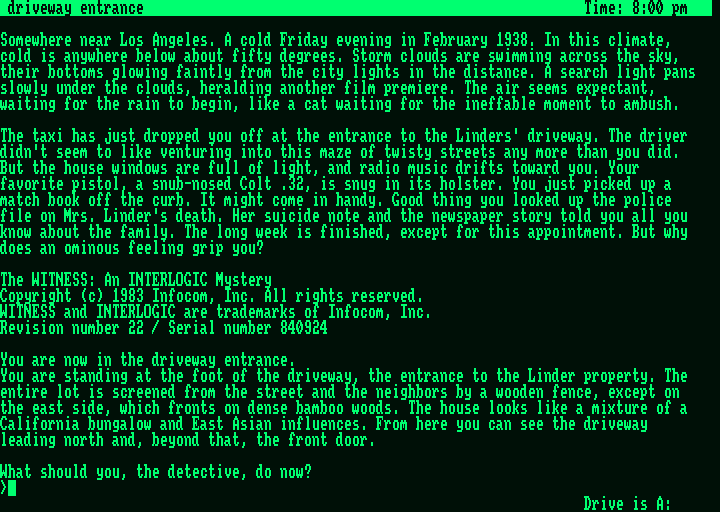 driveway entrance Time: 8:00 pm
Somewhere near Los Angeles. A cold Friday evening in February 1938. In this climate,
cold is anywhere below about fifty degrees. Storm clouds are swimming across the sky,
their bottoms glowing faintly from the city lights in the distance. A search light pans
slowly under the clouds, heralding another film premiere. The air seems expectant,
waiting for the rain to begin, like a cat waiting for the ineffable moment to ambush.
The taxi has just dropped you off at the entrance to the Linders' driveway. The driver
didn't seem to like venturing into this maze of twisty streets any more than you did.
But the house windows are full of light, and radio music drifts toward you. Your
favorite pistol, a snub-nosed Colt .32, is snug in its holster. You just picked up a
match book off the curb. It might come in handy. Good thing you looked up the police
file on Mrs. Linder's death. Her suicide note and the newspaper story told you all you
know about the family. The long week is finished, except for this appointment. But why
does an ominous feeling grip you?
The WITNESS: An INTERLOGIC Mystery
Copyright (c) 1983 Infocom, Inc. All rights reserved.
WITNESS and INTERLOGIC are trademarks of Infocom, Inc.
Revision number 22 / Serial number 840924
You are now in the driveway entrance.
You are standing at the foot of the driveway, the entrance to the Linder property. The
entire lot is screened from the street and the neighbors by a wooden fence, except on
the east side, which fronts on dense bamboo woods. The house looks like a mixture of a
California bungalow and East Asian influences. From here you can see the driveway
leading north and, beyond that, the front door.
What should you, the detective, do now?
>
Drive is A: